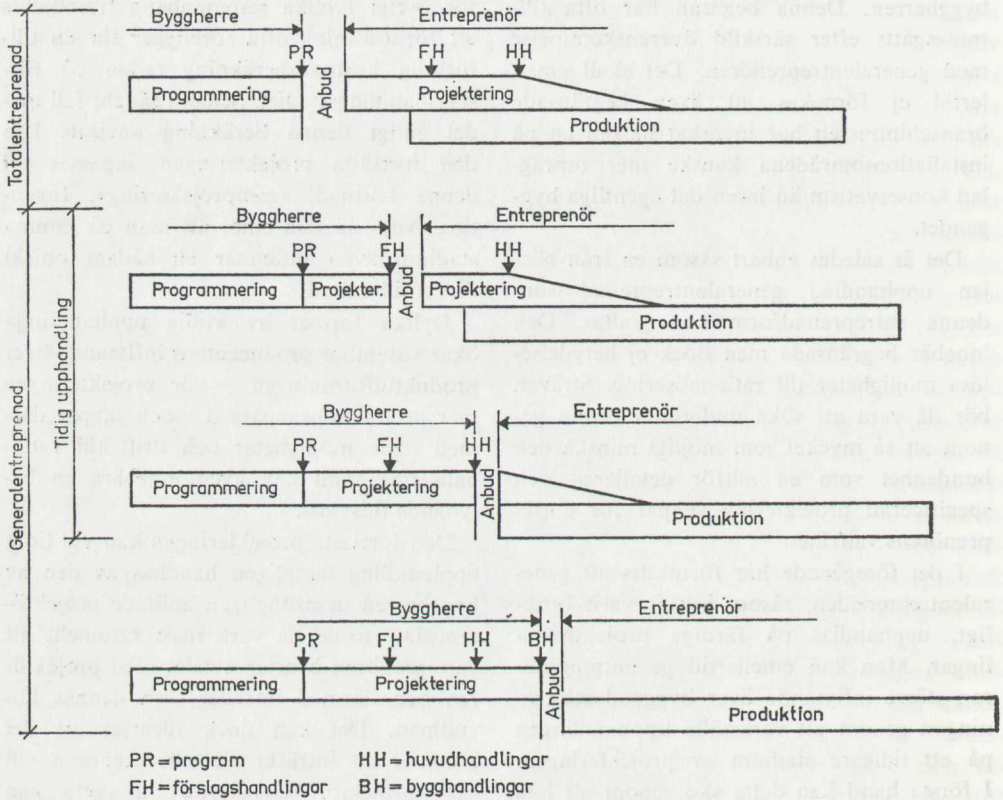 Totalentreprenad
Byggherre Entreprenör
PR Anbud FH HH
Programmering Projektering
Produktion
Generalentreprenad
Tidig upphandling
Byggherre Entreprenör
PR FH Anbud HH
Programmering Projekter. Projektering
Produktion
Byggherre Entreprenör
PR FH HH
Programmering Projektering Anbud
Produktion
Byggherre Entreprenör
PR FH HH BH
Programmering Projektering Anbud
Produktion
PR = program HH = huvudhandlingar
FH = förslagshandlingar BH = bygghandlingar